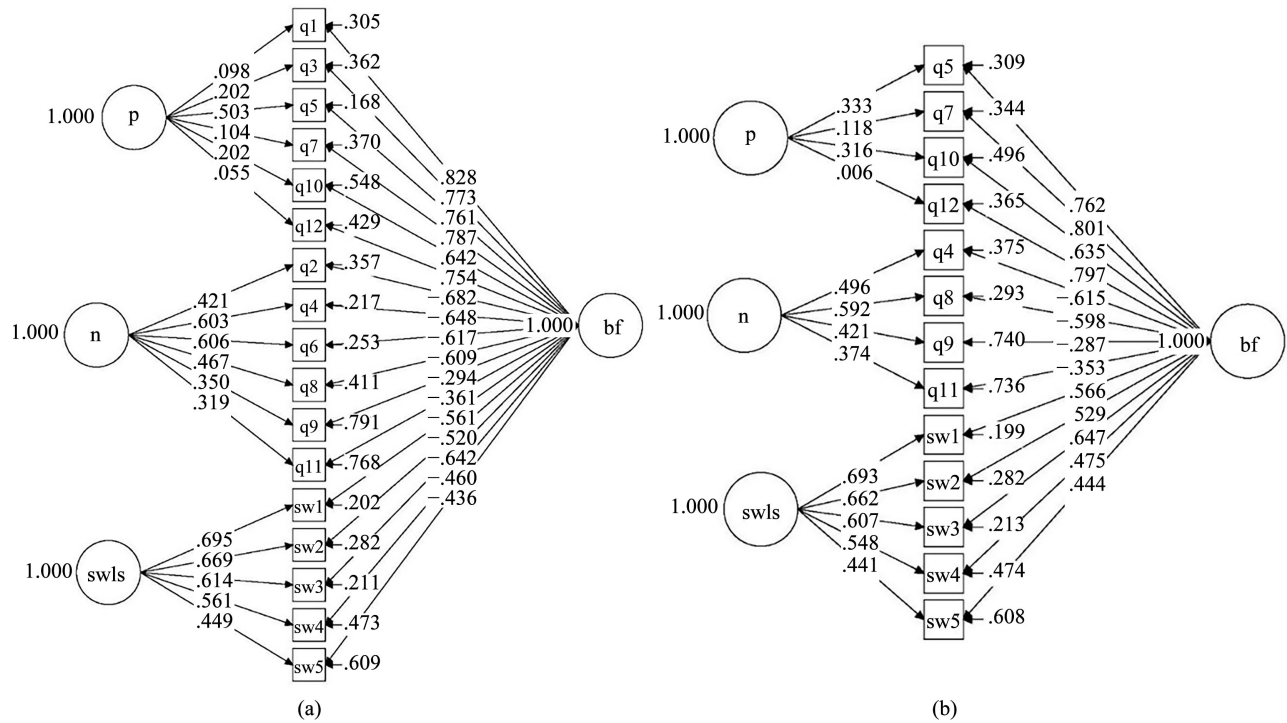 q1
.305
q3
.362
q5
.168
q7
.370
q10
.548
q12
.429
q2
.357
q4
.217
q6
.253
q8
.411
q9
.791
q11
.768
sw1
.202
sw2
.282
sw3
.211
sw4
.473
sw5
.609
1.000
p
.098
.202
.503
.104
.202
.055
1.000
n
.421
.603
.606
.467
.350
.319
1.000
swls
.695
.669
.614
.561
.449
.828
.773
.761
.787
.642
.754
−.682
−.648
−.617
−.609
−.294
−.361
−.561
−.520
−.642
−.460
−.436
1.000
bf
(a)
q5
.309
q7
.344
q10
.496
q12
.365
q4
.375
q8
.293
q9
.740
q11
.736
sw1
.199
sw2
.282
sw3
.213
sw4
.474
sw5
.608
1.000
p
.333
.118
.316
.006
1.000
n
.496
.592
.421
.374
1.000
swls
.693
.662
.607
.548
.441
.762
.801
.635
.797
−.615
−.598
−.287
−.353
.566
.529
.647
.475
.444
1.000
bf
(b)